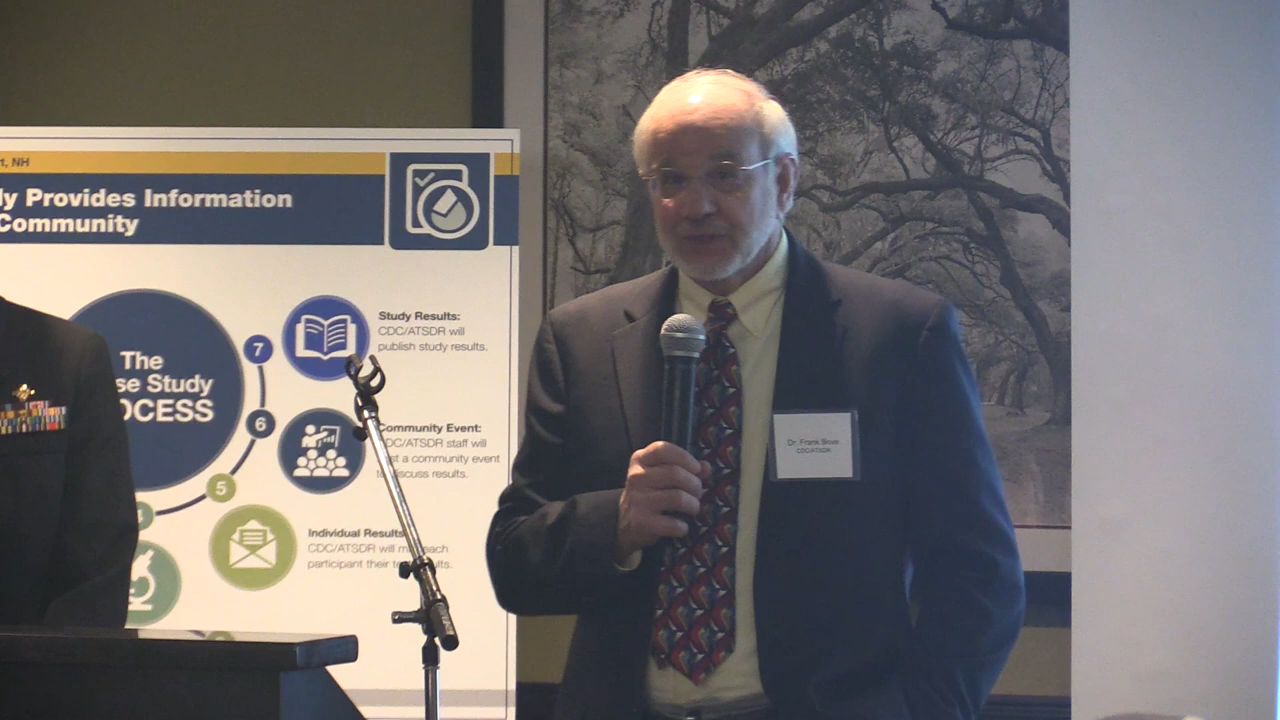 t, NH
ly Provides Information
Community
The
se Study
OCESS
7
Study Results:
CDC/ATSDR will
publish study results.
6
Community Event:
CDC/ATSDR staff will
a community event
discuss results.
5
Individual Results
CDC/ATSDR will
participant their
Dr. Frank Bove
CDC/ATSDR